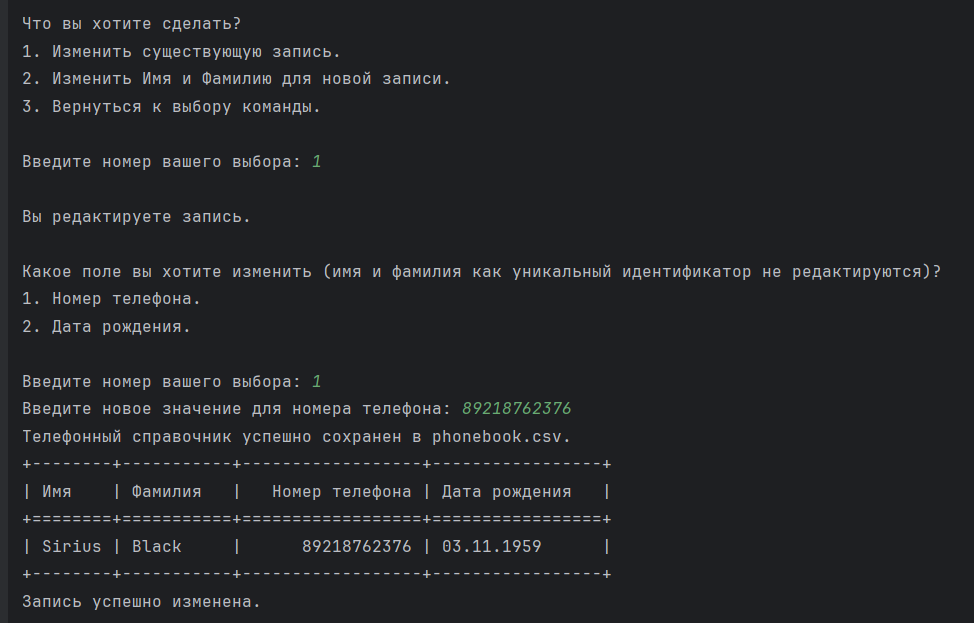 Что вы хотите сделать?
1. Изменить существующую запись.
2. Изменить Имя и Фамилию для новой записи.
3. Вернуться к выбору команды.
Введите номер вашего выбора: 1
Вы редактируете запись.
Какое поле вы хотите изменить (имя и фамилия как уникальный идентификатор не редактируются)?
1. Номер телефона.
2. Дата рождения.
Введите номер вашего выбора: 1
Введите новое значение для номера телефона: 89218762376
Телефонный справочник успешно сохранен в phonebook.csv.
+--------+-----------+------------------+-----------------+
| Имя    | Фамилия   |   Номер телефона | Дата рождения   |
+========+===========+==================+=================+
| Sirius | Black     |      89218762376 | 03.11.1959      |
+--------+-----------+------------------+-----------------+
Запись успешно изменена.